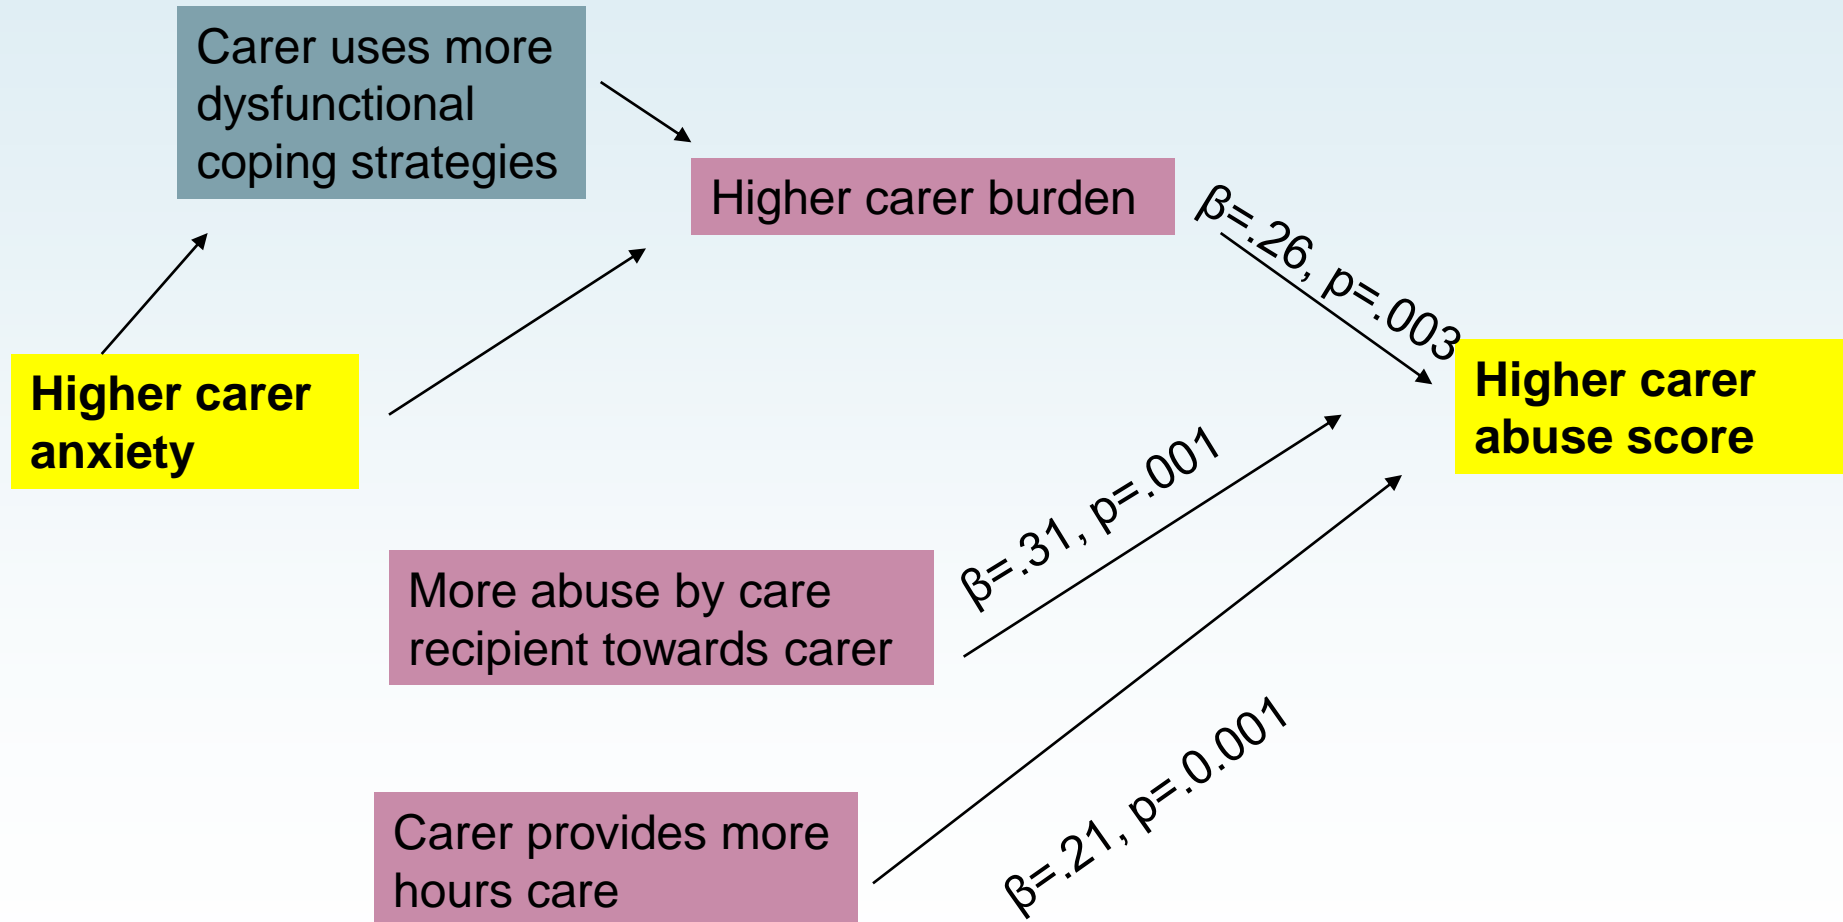 Carer uses more
dysfunctional
coping strategies
Higher carer burden
β=.26, p=.003
Higher carer
anxiety
Higher carer
abuse score
β=.31, p=.001
More abuse by care
recipient towards carer
β=.21, p=.0.001
Carer provides more
hours care